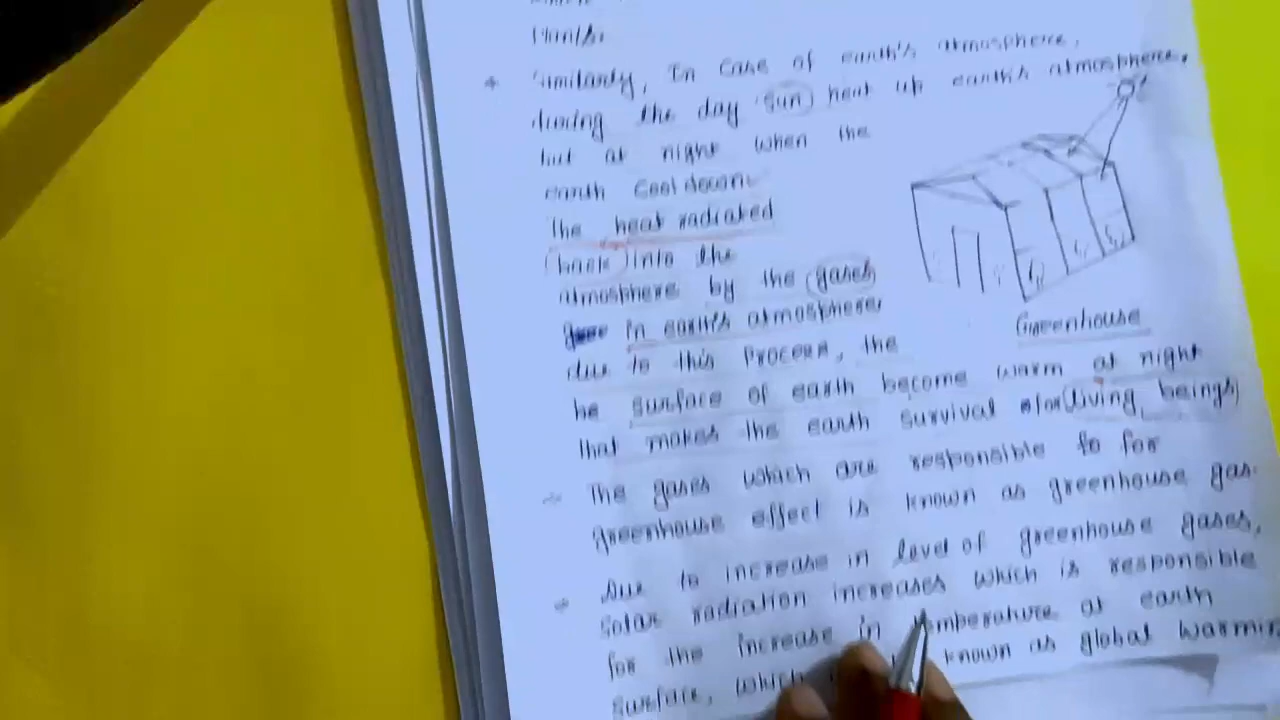 Plants.
Similarly, In case of earth's atmosphere,
during the day sun heat up earth's atmosphere,
but at night when the
earth cool down.
The heat radiated
back into the
atmosphere by the gases
in earth's atmosphere
due to this process, the
he surface of earth become warm at night
that makes the earth survival for living beings
The gases which are responsible to for
greenhouse effect is known as greenhouse gas.
Due to increase in level of greenhouse gases,
solar radiation increases which is responsible
for the increase in temperature at earth
surface, which known as global warming
Greenhouse